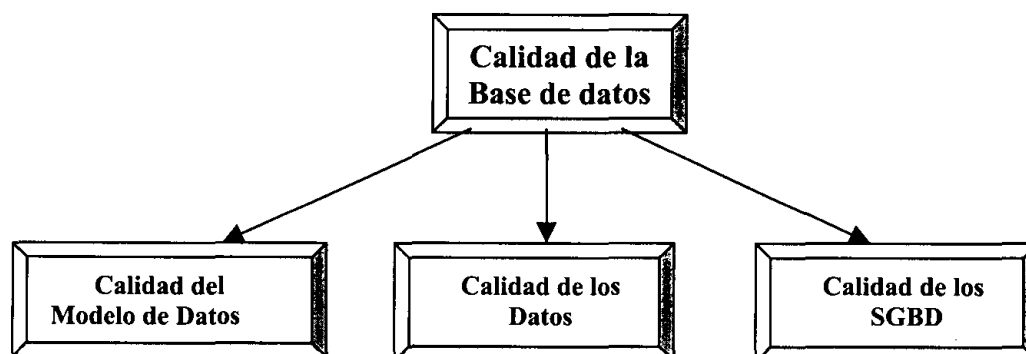 Calidad de la
Base de datos
Calidad del
Modelo de Datos
Calidad de los
Datos
Calidad de los
SGBD